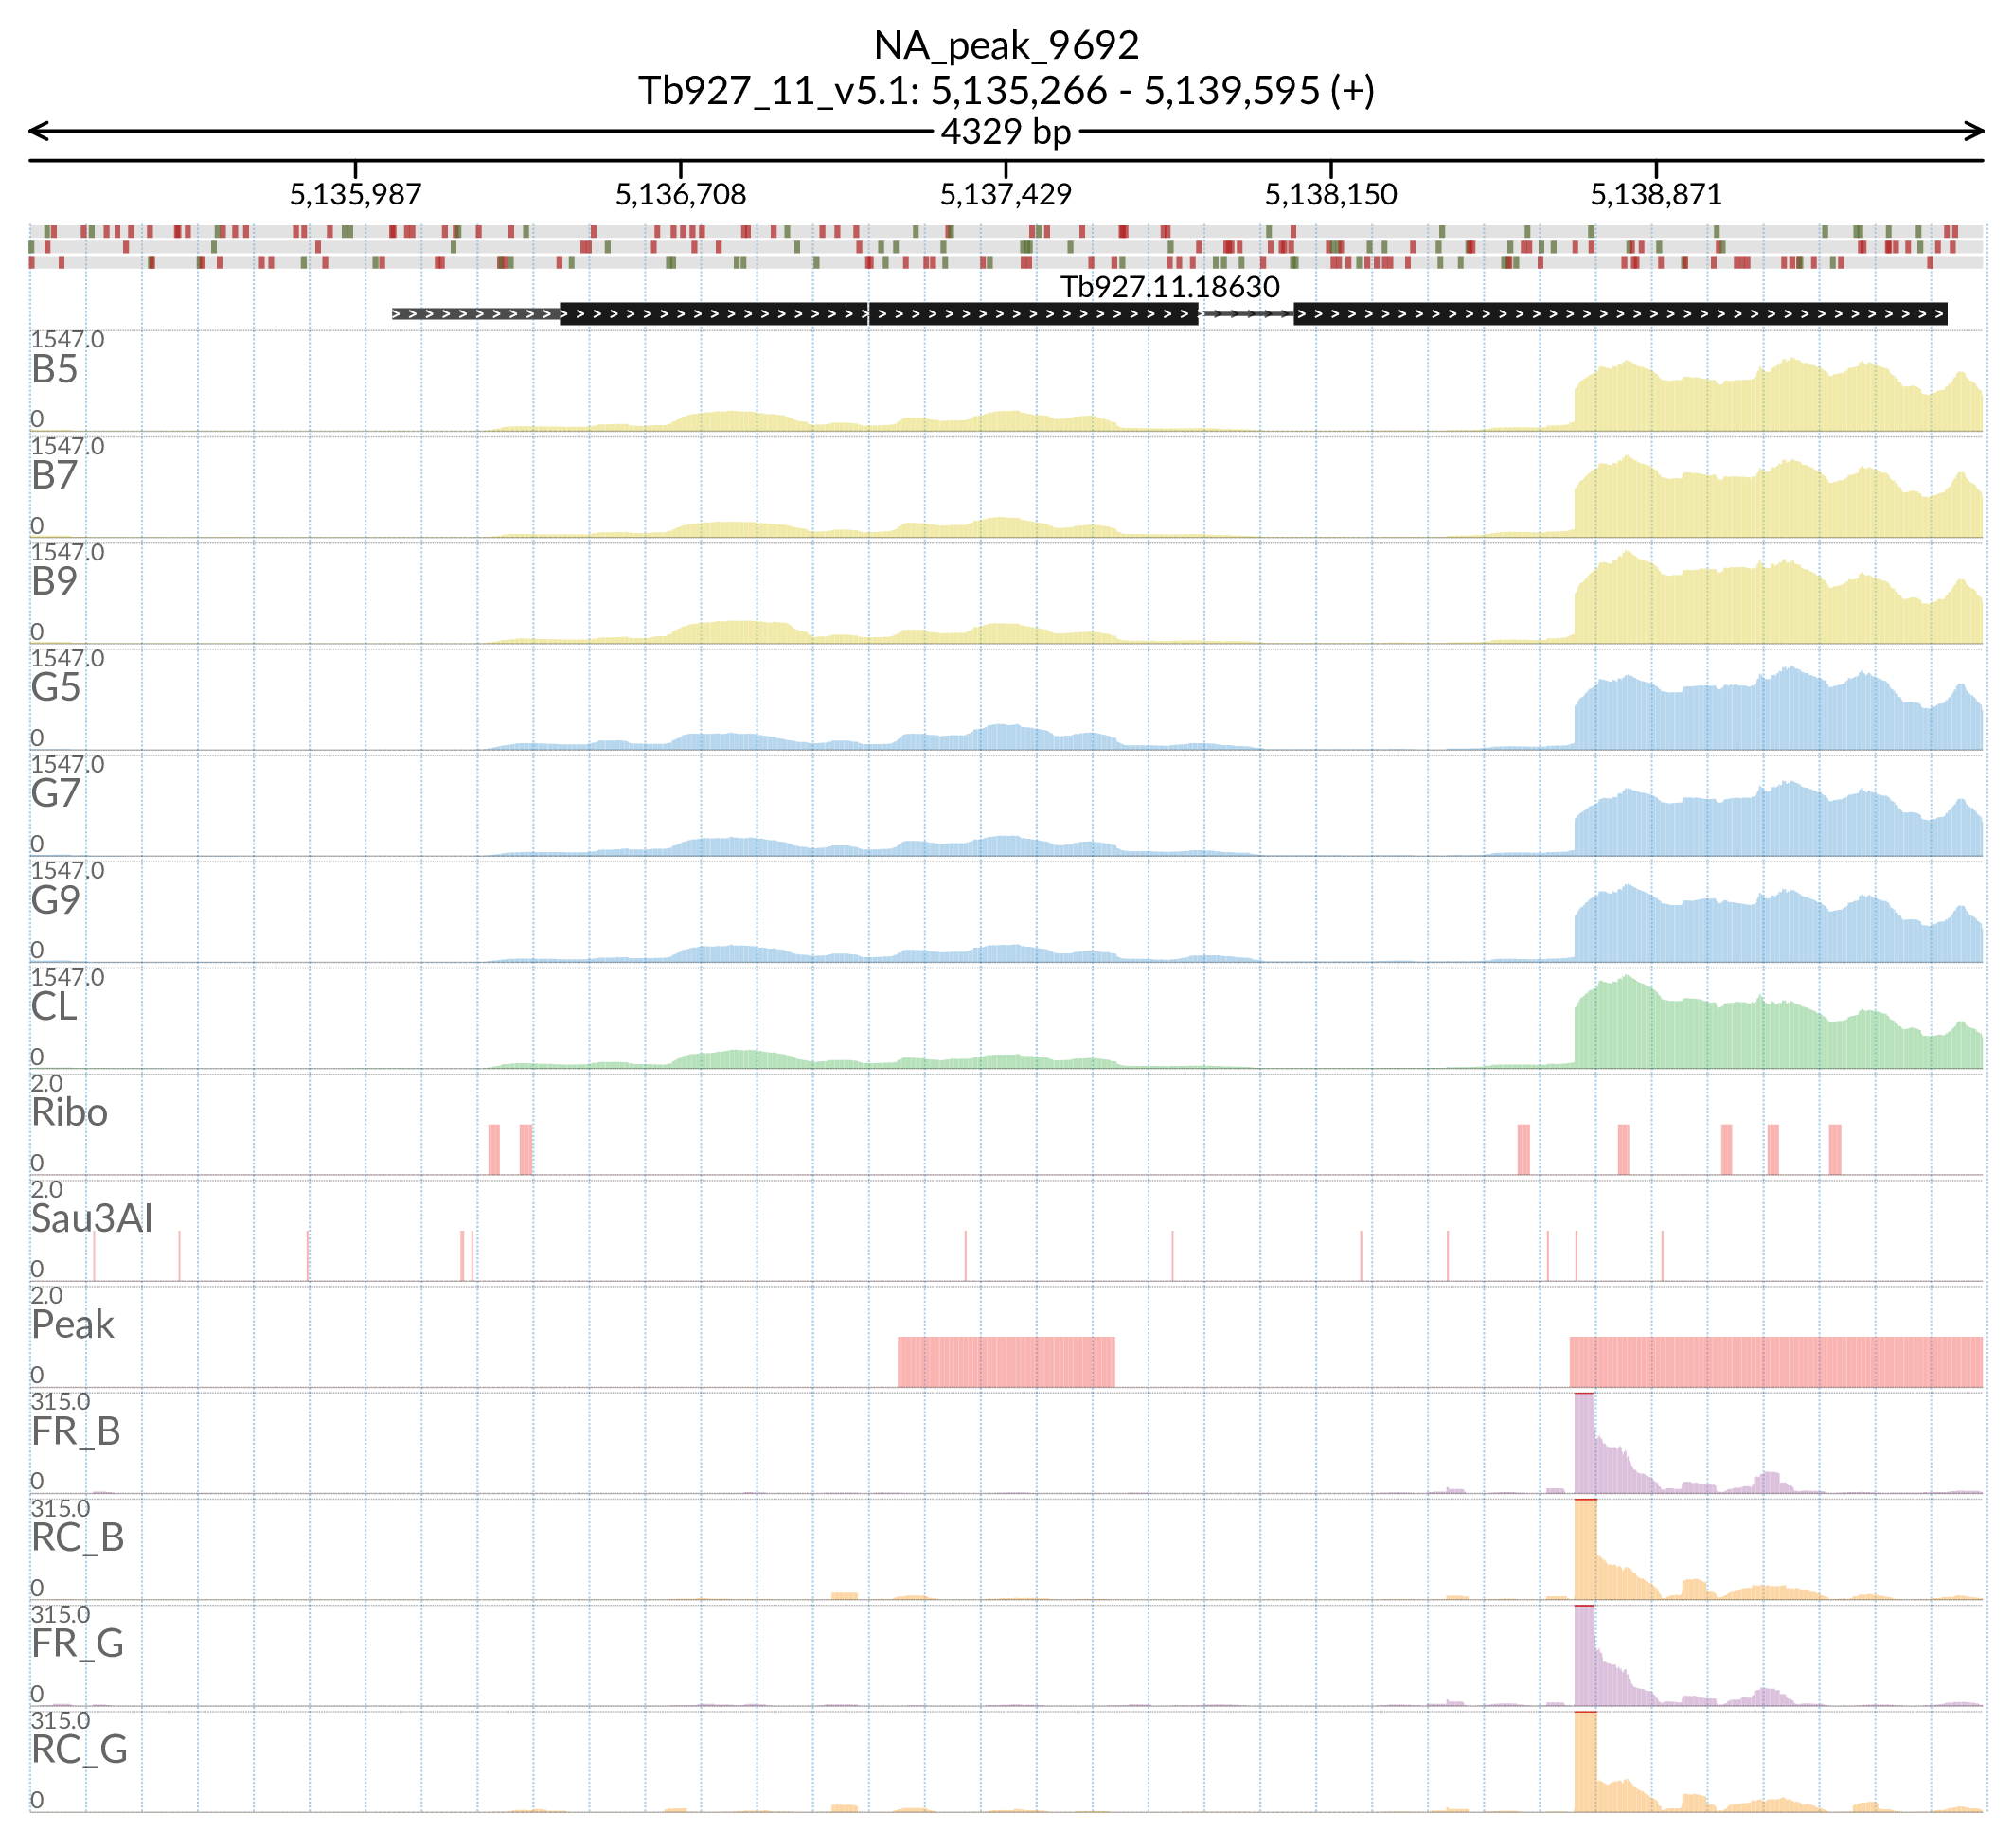 NA_peak_9692
Tb927_11_v5.1: 5,135,266 - 5,139,595 (+)
4329 bp
5,135,987 5,136,708 5,137,429 5,138,150 5,138,871
Tb927.11.18630
1547.0
B5
0
1547.0
B7
0
1547.0
B9
0
1547.0
G5
0
1547.0
G7
0
1547.0
G9
0
1547.0
CL
0
2.0
Ribo
0
2.0
Sau3AI
0
2.0
Peak
0
315.0
FR_B
0
315.0
RC_B
0
315.0
FR_G
0
315.0
RC_G
0